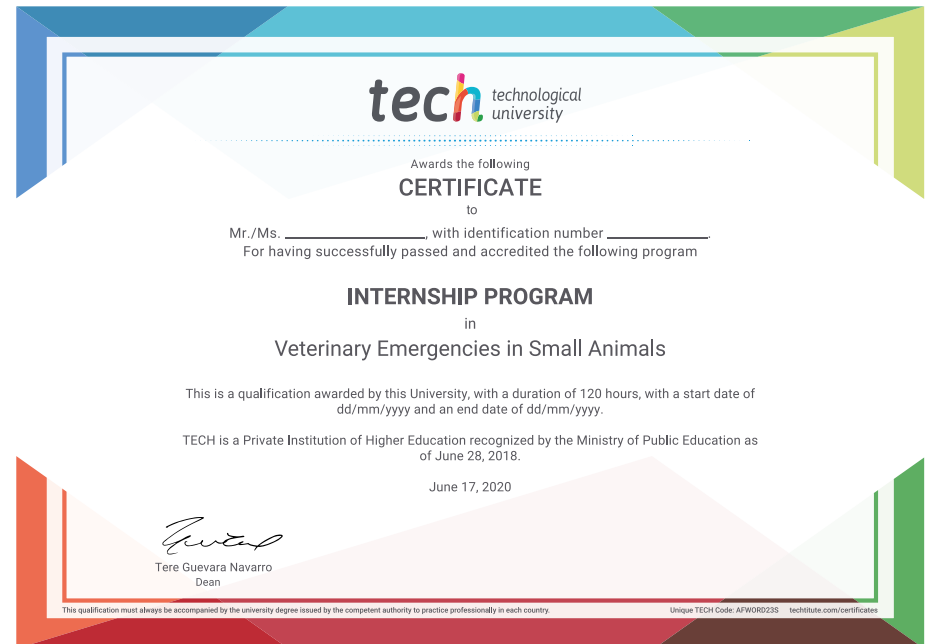 tech technological
university
Awards the following
CERTIFICATE
to
Mr./Ms. ____________________, with identification number ______________.
For having successfully passed and accredited the following program
INTERNSHIP PROGRAM
in
Veterinary Emergencies in Small Animals
This is a qualification awarded by this University, with a duration of 120 hours, with a start date of
dd/mm/yyyy and an end date of dd/mm/yyyy.
TECH is a Private Institution of Higher Education recognized by the Ministry of Public Education as
of June 28, 2018.
June 17, 2020
Tere Guevara Navarro
Dean
This qualification must always be accompanied by the university degree issued by the competent authority to practice professionally in each country.
Unique TECH Code: AFWORD23S techtitute.com/certificates